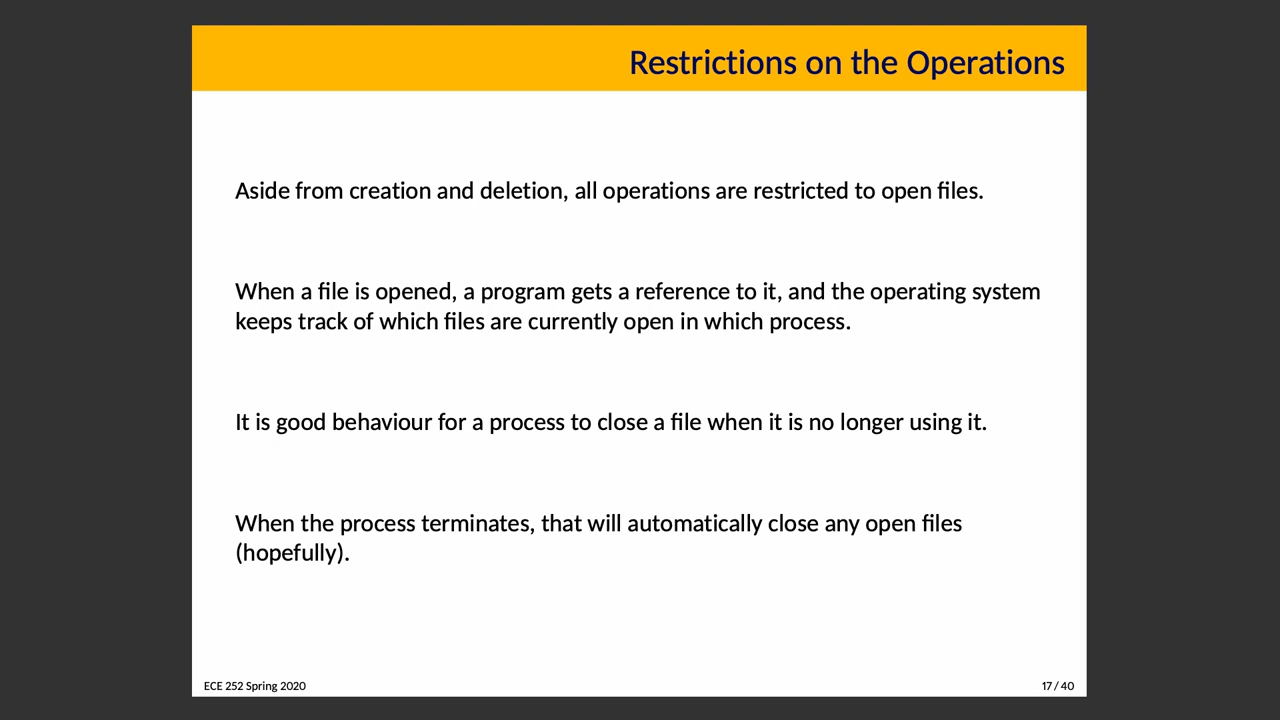 Restrictions on the Operations
Aside from creation and deletion, all operations are restricted to open files.
When a file is opened, a program gets a reference to it, and the operating system
keeps track of which files are currently open in which process.
It is good behaviour for a process to close a file when it is no longer using it.
When the process terminates, that will automatically close any open files
(hopefully).
ECE 252 Spring 2020
17 / 40